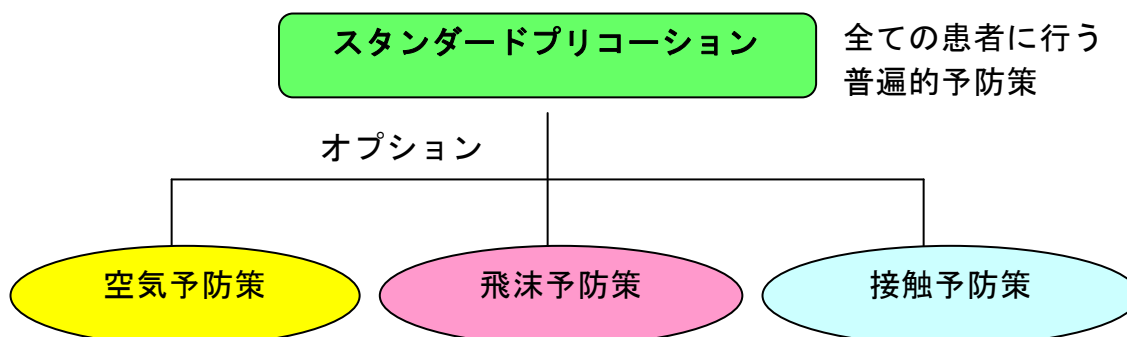 スタンダードプリコーション
全ての患者に行う
普遍的予防策
オプション
空気予防策
飛沫予防策
接触予防策